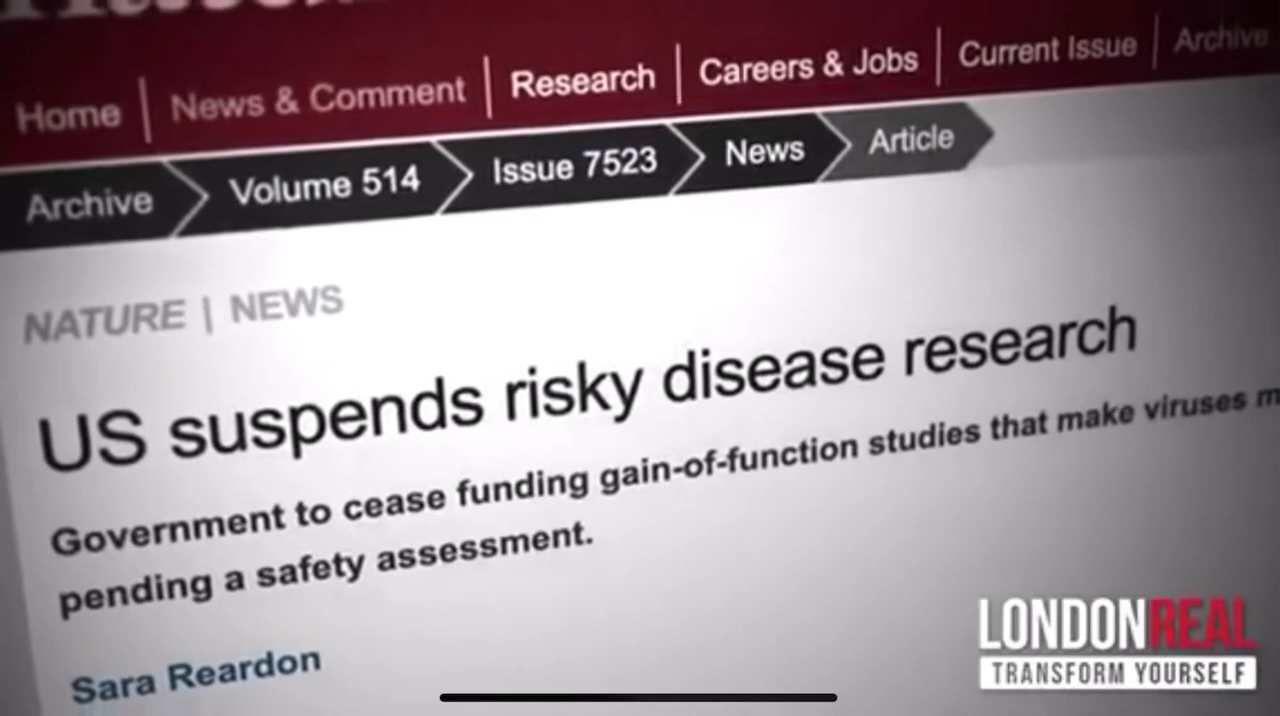 Home | News & Comment | Research | Careers & Jobs | Current Issue | Archive
Archive Volume 514 Issue 7523 News Article
NATURE | NEWS
US suspends risky disease research
Government to cease funding gain-of-function studies that make viruses m
pending a safety assessment.
Sara Reardon
LONDONREAL
TRANSFORM YOURSELF